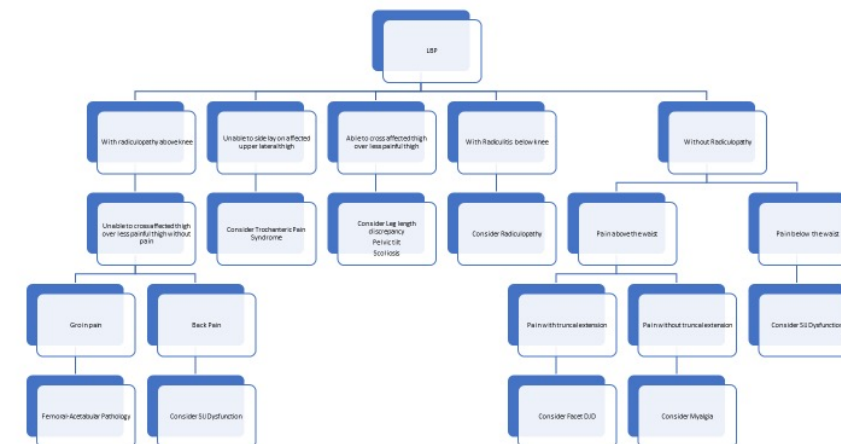 LBP
With radiculopathy above knee
Unable to side lay on affected
upper lateral thigh
Able to cross affected thigh
over less painful thigh
With Radiculitis below knee
Without Radiculopathy
Unable to cross affected thigh
over less painful thigh without
pain
Consider Trochanteric Pain
Syndrome
Consider Leg length
discrepancy
Pelvic tilt
Scoliosis
Consider Radiculopathy
Pain above the waist
Pain below the waist
Groin pain
Back Pain
Pain with truncal extension
Pain without truncal extension
Consider SIJ Dysfunction
Femoral-Acetabular Pathology
Consider SIJ Dysfunction
Consider Facet DJD
Consider Myalgia